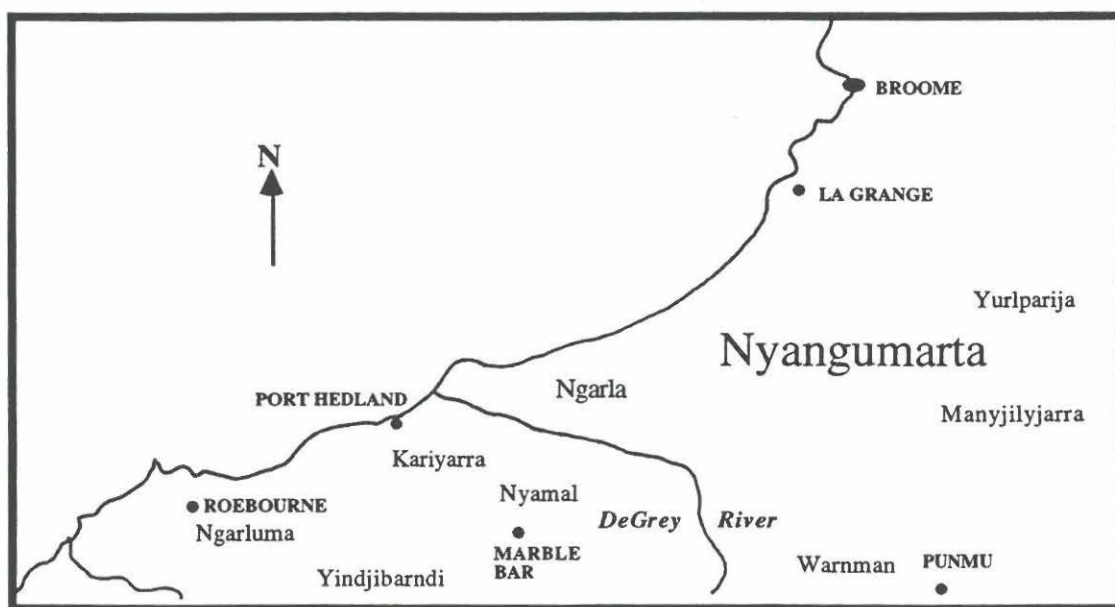 BROOME
N
LA GRANGE
Yurlparija
Nyangumarta
Ngarla
PORT HEDLAND
Manyjilyjarra
Kariyarra
Nyamal
ROEBOURNE
DeGrey River
Ngarluma
MARBLE
BAR
Warnman
PUNMU
Yindjibarndi